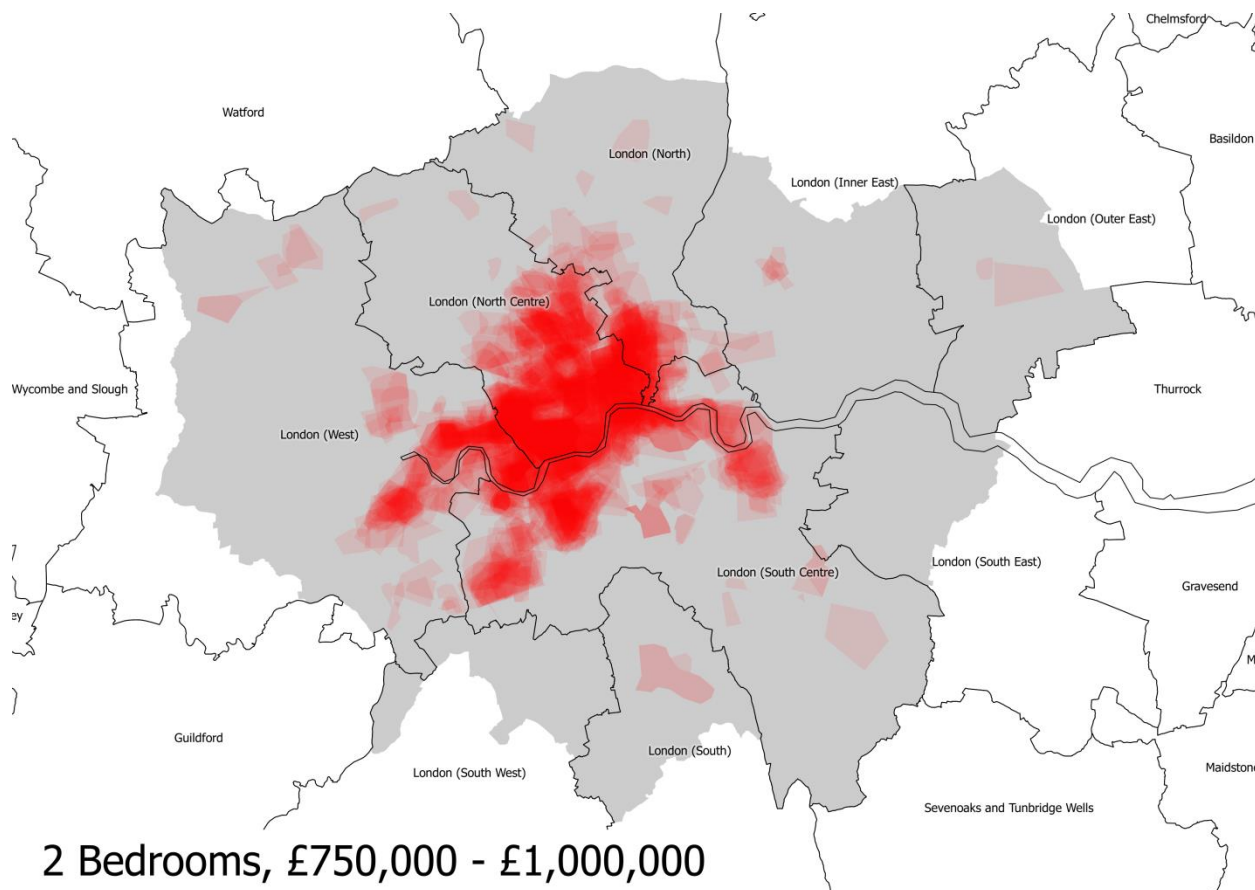 Chelmsford
Watford
Basildon
London (North)
London (Inner East)
London (Outer East)
London (North Centre)
Wycombe and Slough
Thurrock
London (West)
London (South Centre)
London (South East)
Gravesend
ey
M
Guildford
London (South)
London (South West)
Maidstone
Sevenoaks and Tunbridge Wells
2 Bedrooms, £750,000 - £1,000,000